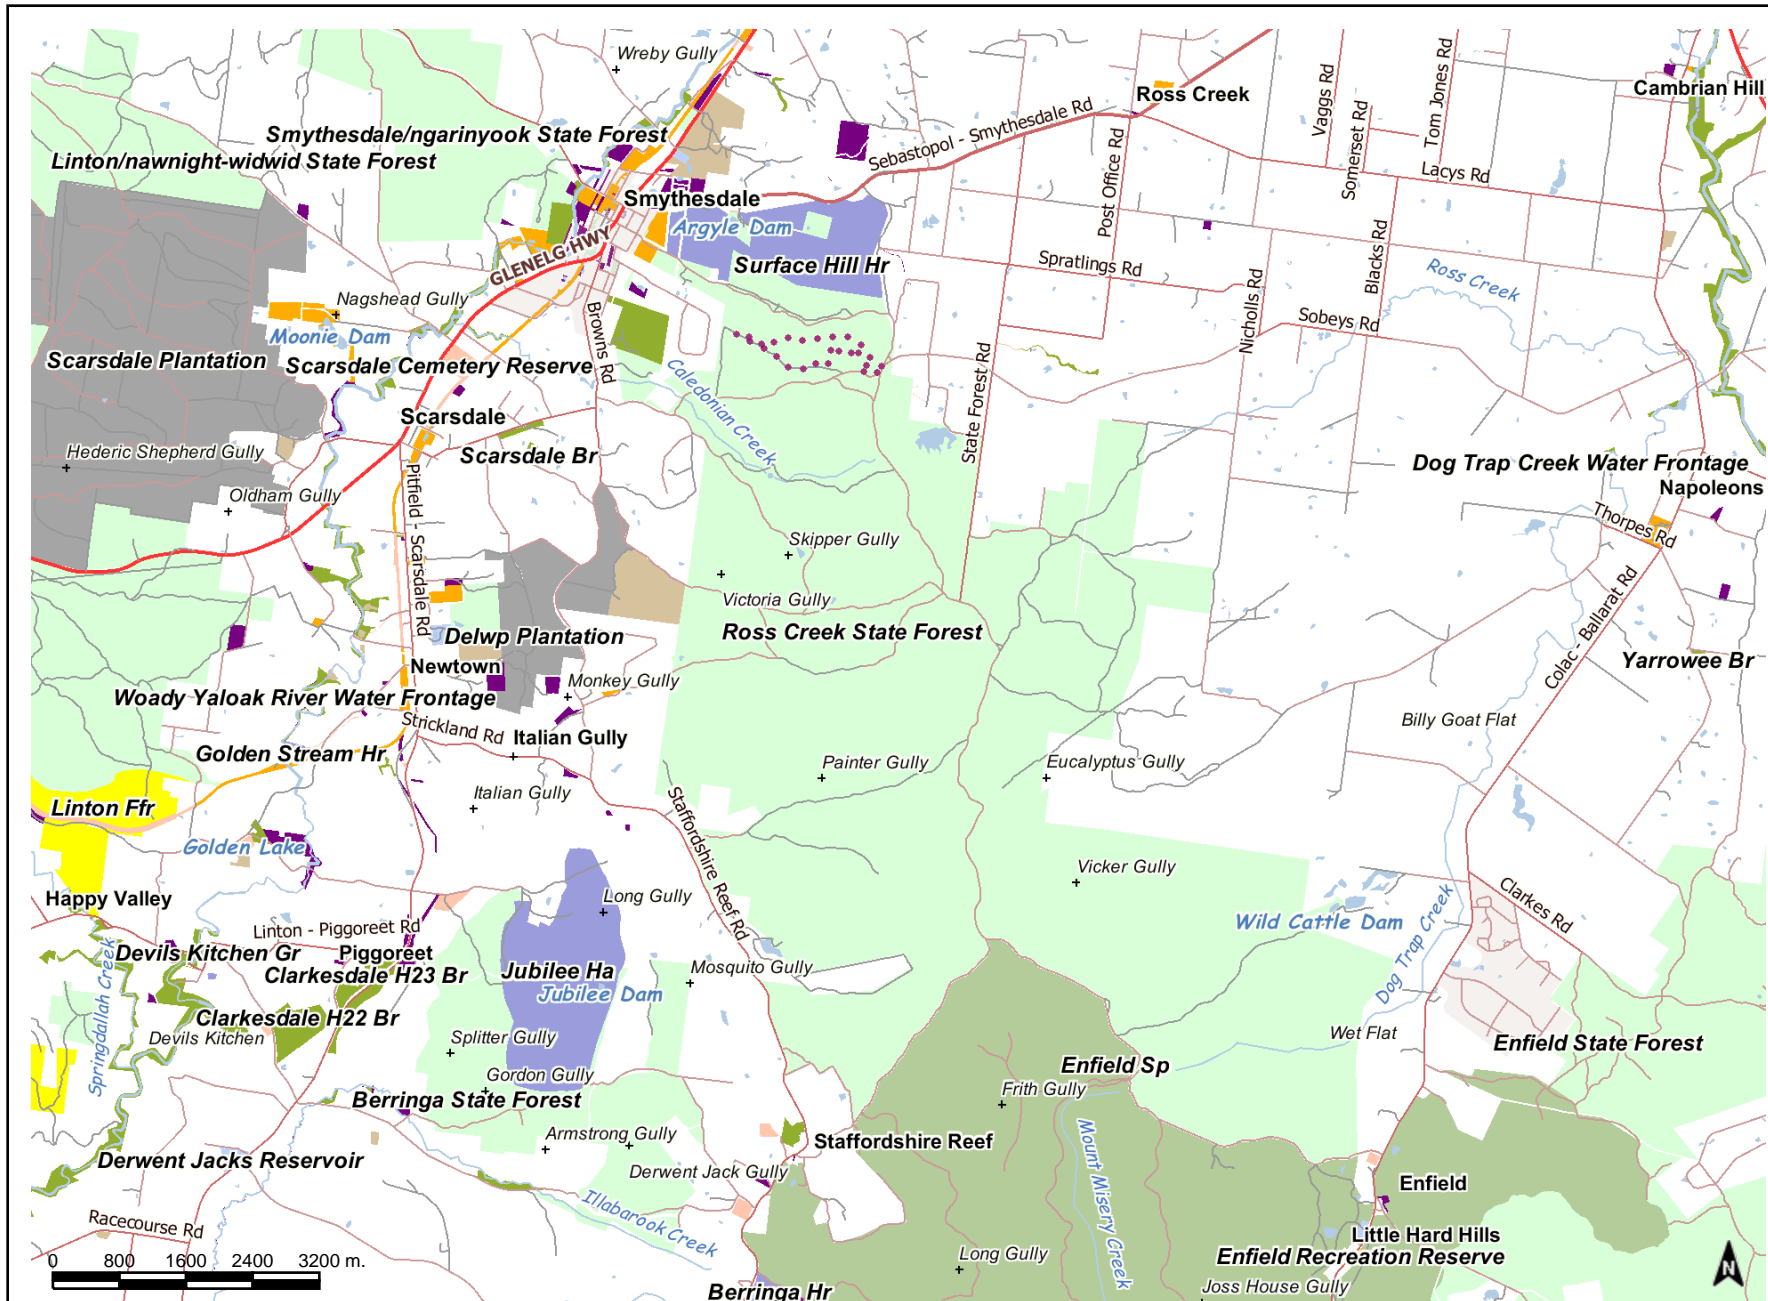 Wreby Gully
Ross Creek
Cambrian Hill
Vaggs Rd
Somerset Rd
Tom Jones Rd
Smythesdale/ngarinyook State Forest
Linton/nawnight-widwid State Forest
Sebastopol - Smythesdale Rd
Post Office Rd
Lacys Rd
Smythesdale
Argyle Dam
GLENELG HWY
Surface Hill Hr
Spratlings Rd
Nicholls Rd
Blacks Rd
Ross Creek
Nagshead Gully
Moonie Dam
Browns Rd
Sobeys Rd
Scarsdale Plantation
Scarsdale Cemetery Reserve
Caledonian Creek
State Forest Rd
Scarsdale
Hederic Shepherd Gully
Scarsdale Br
Dog Trap Creek Water Frontage
Napoleons
Oldham Gully
Pitfield - Scarsdale Rd
Thorpes Rd
Skipper Gully
Victoria Gully
Colac - Ballarat Rd
Delwp Plantation
Ross Creek State Forest
Newtown
Yarrowee Br
Monkey Gully
Woady Yaloak River Water Frontage
Strickland Rd
Italian Gully
Billy Goat Flat
Golden Stream Hr
Painter Gully
Eucalyptus Gully
Italian Gully
Linton Ffr
Staffordshire Reef Rd
Golden Lake
Vicker Gully
Happy Valley
Long Gully
Clarkes Rd
Linton - Piggoreet Rd
Wild Cattle Dam
Devils Kitchen Gr
Piggoreet
Clarkesdale H23 Br
Jubilee Ha
Mosquito Gully
Jubilee Dam
Dog Trap Creek
Springdallah Creek
Clarkesdale H22 Br
Devils Kitchen
Splitter Gully
Wet Flat
Enfield State Forest
Enfield Sp
Gordon Gully
Frith Gully
Berringa State Forest
Armstrong Gully
Staffordshire Reef
Mount Misery Creek
Derwent Jacks Reservoir
Derwent Jack Gully
Enfield
Illabarook Creek
Racecourse Rd
Little Hard Hills
Long Gully
Enfield Recreation Reserve
0 800 1600 2400 3200 m.
Joss House Gully
Berringa Hr
N